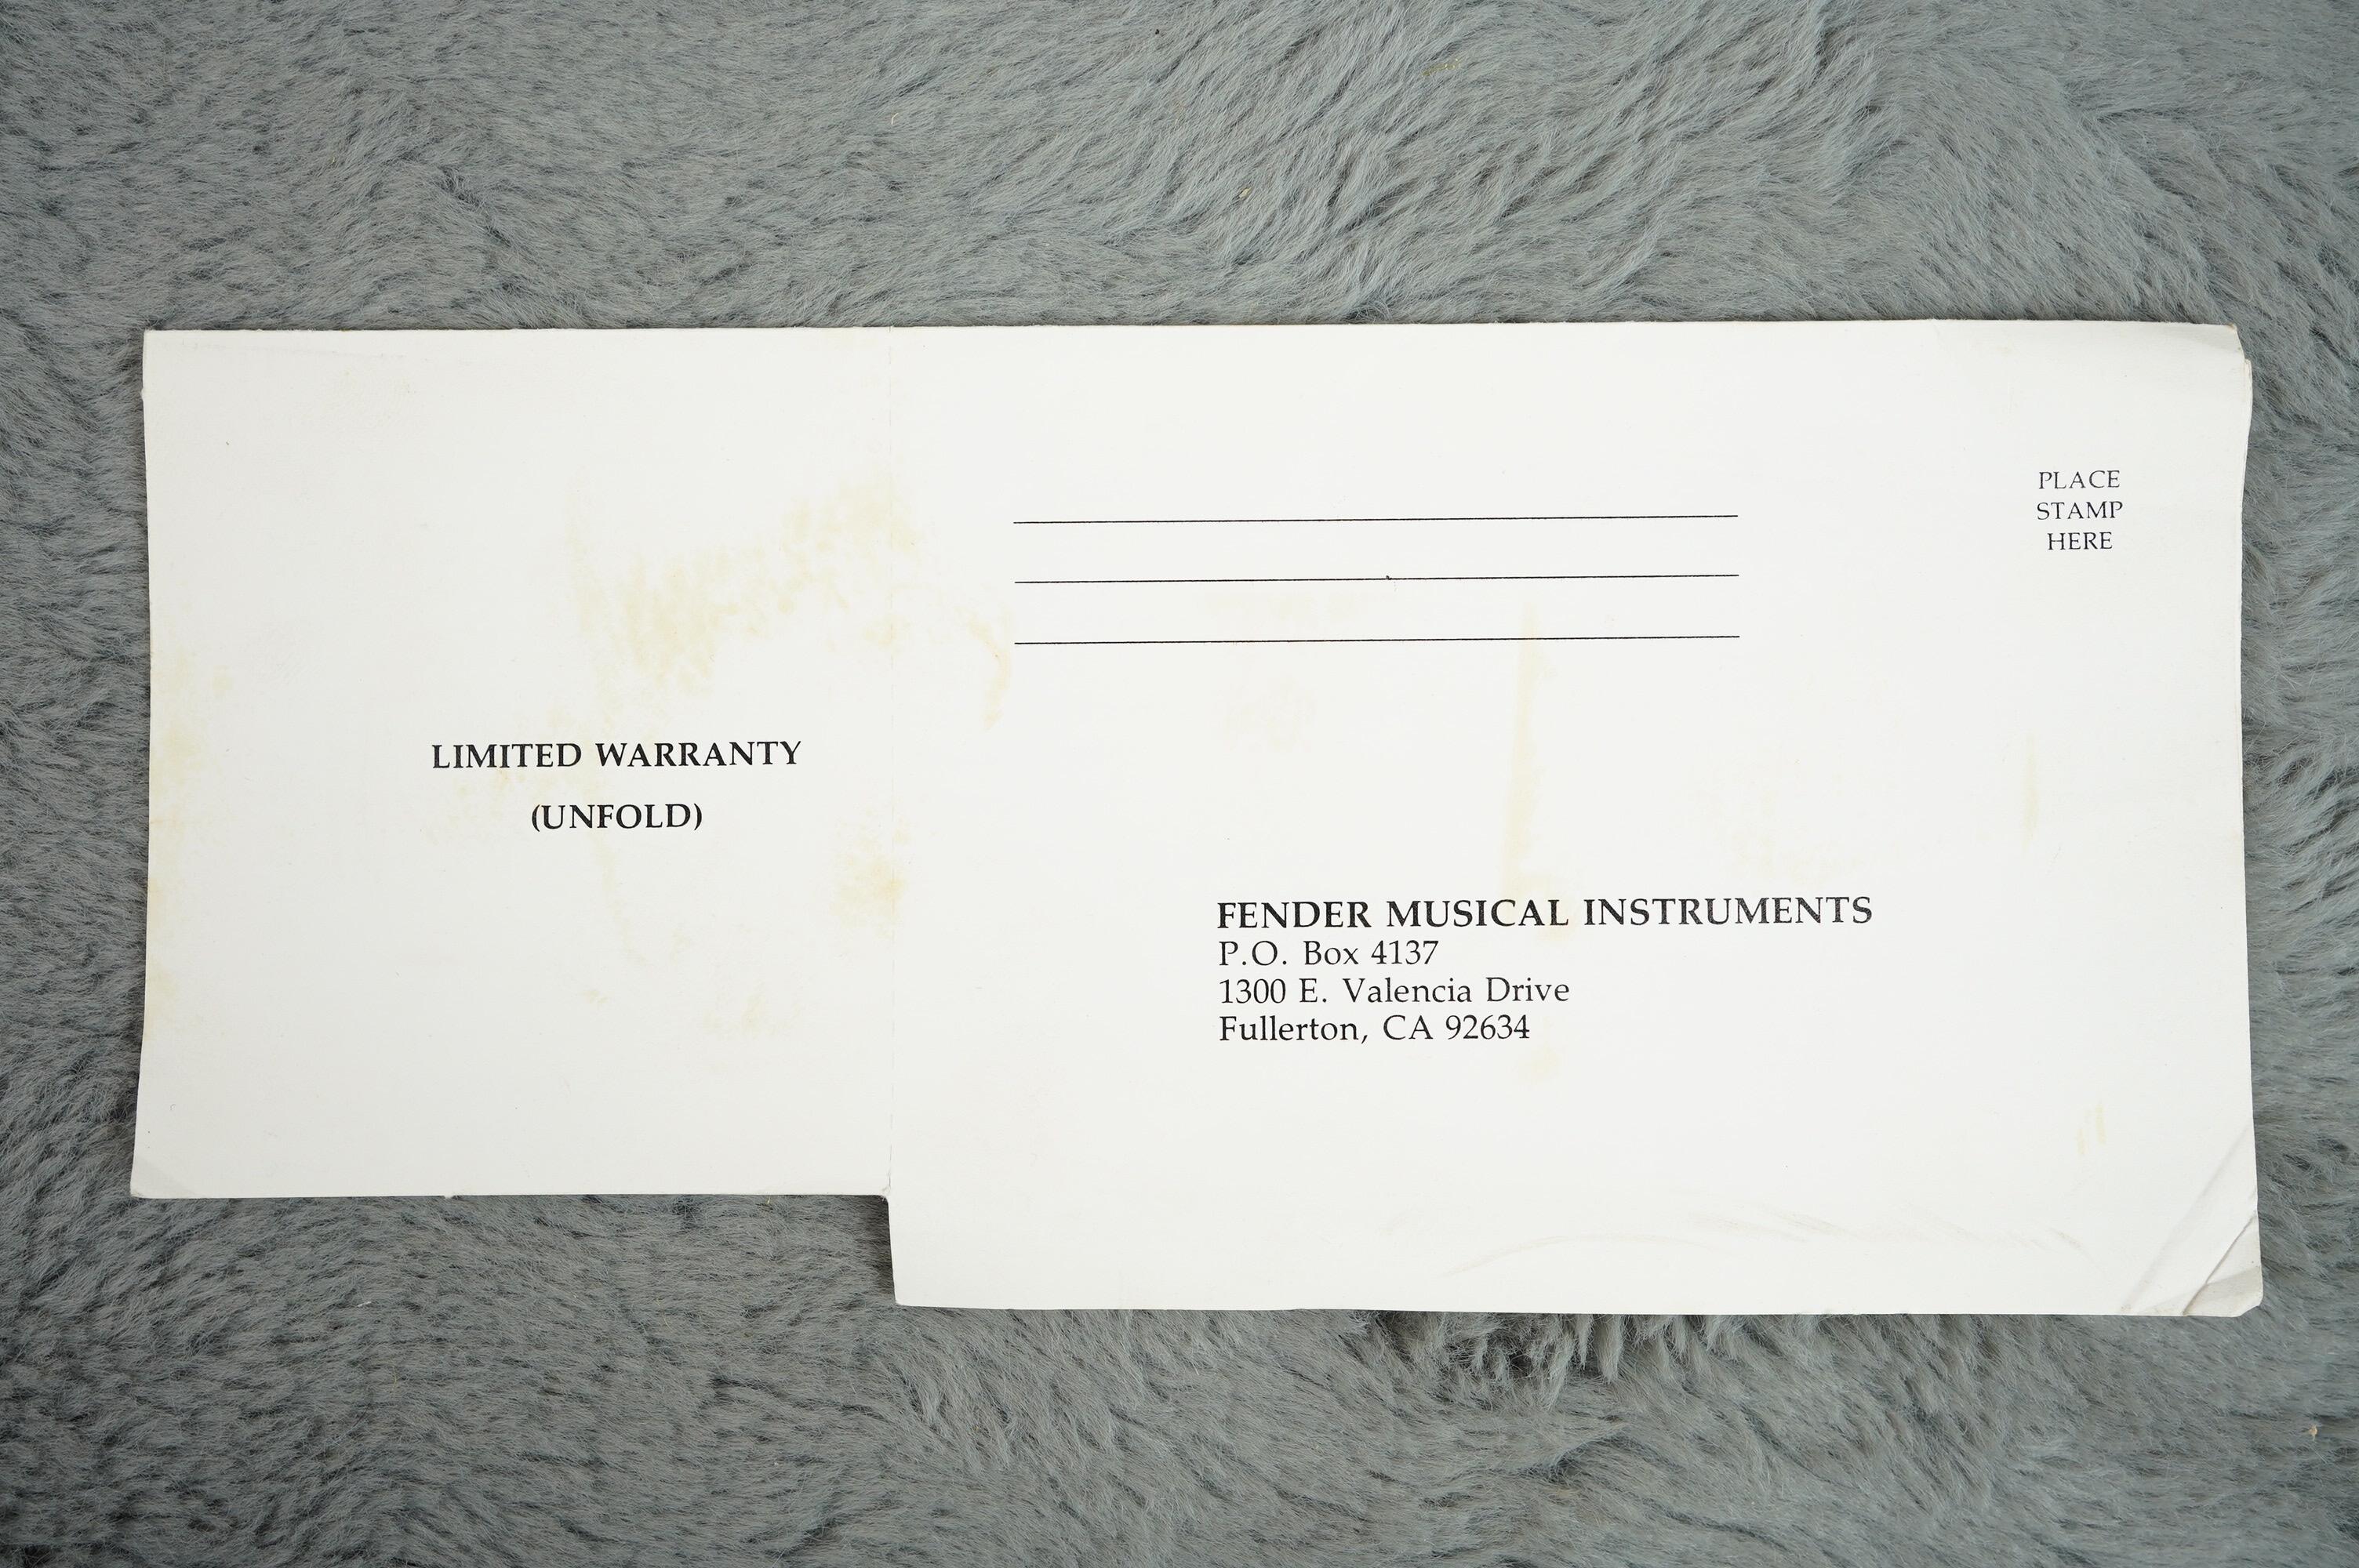 LIMITED WARRANTY
(UNFOLD)
PLACE
STAMP
HERE
FENDER MUSICAL INSTRUMENTS
P.O. Box 4137
1300 E. Valencia Drive
Fullerton, CA 92634